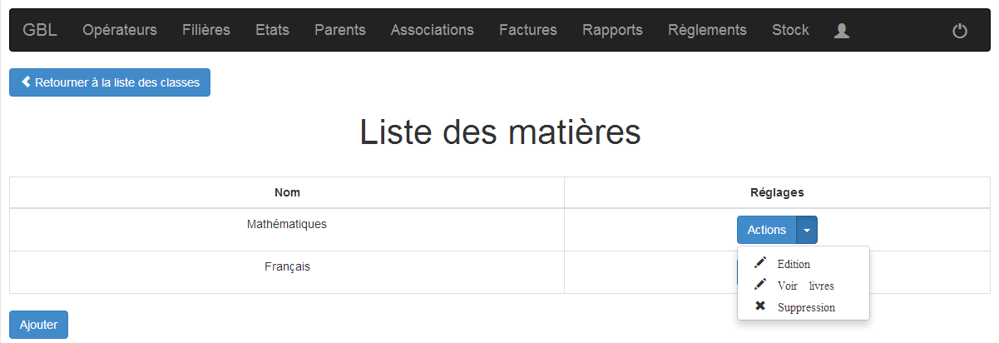 GBL Opérateurs Filières Etats Parents Associations Factures Rapports Règlements Stock
Retourner à la liste des classes
Liste des matières
Nom Réglages
Mathématiques Actions
Edition
Français
Voir livres
Suppression
Ajouter